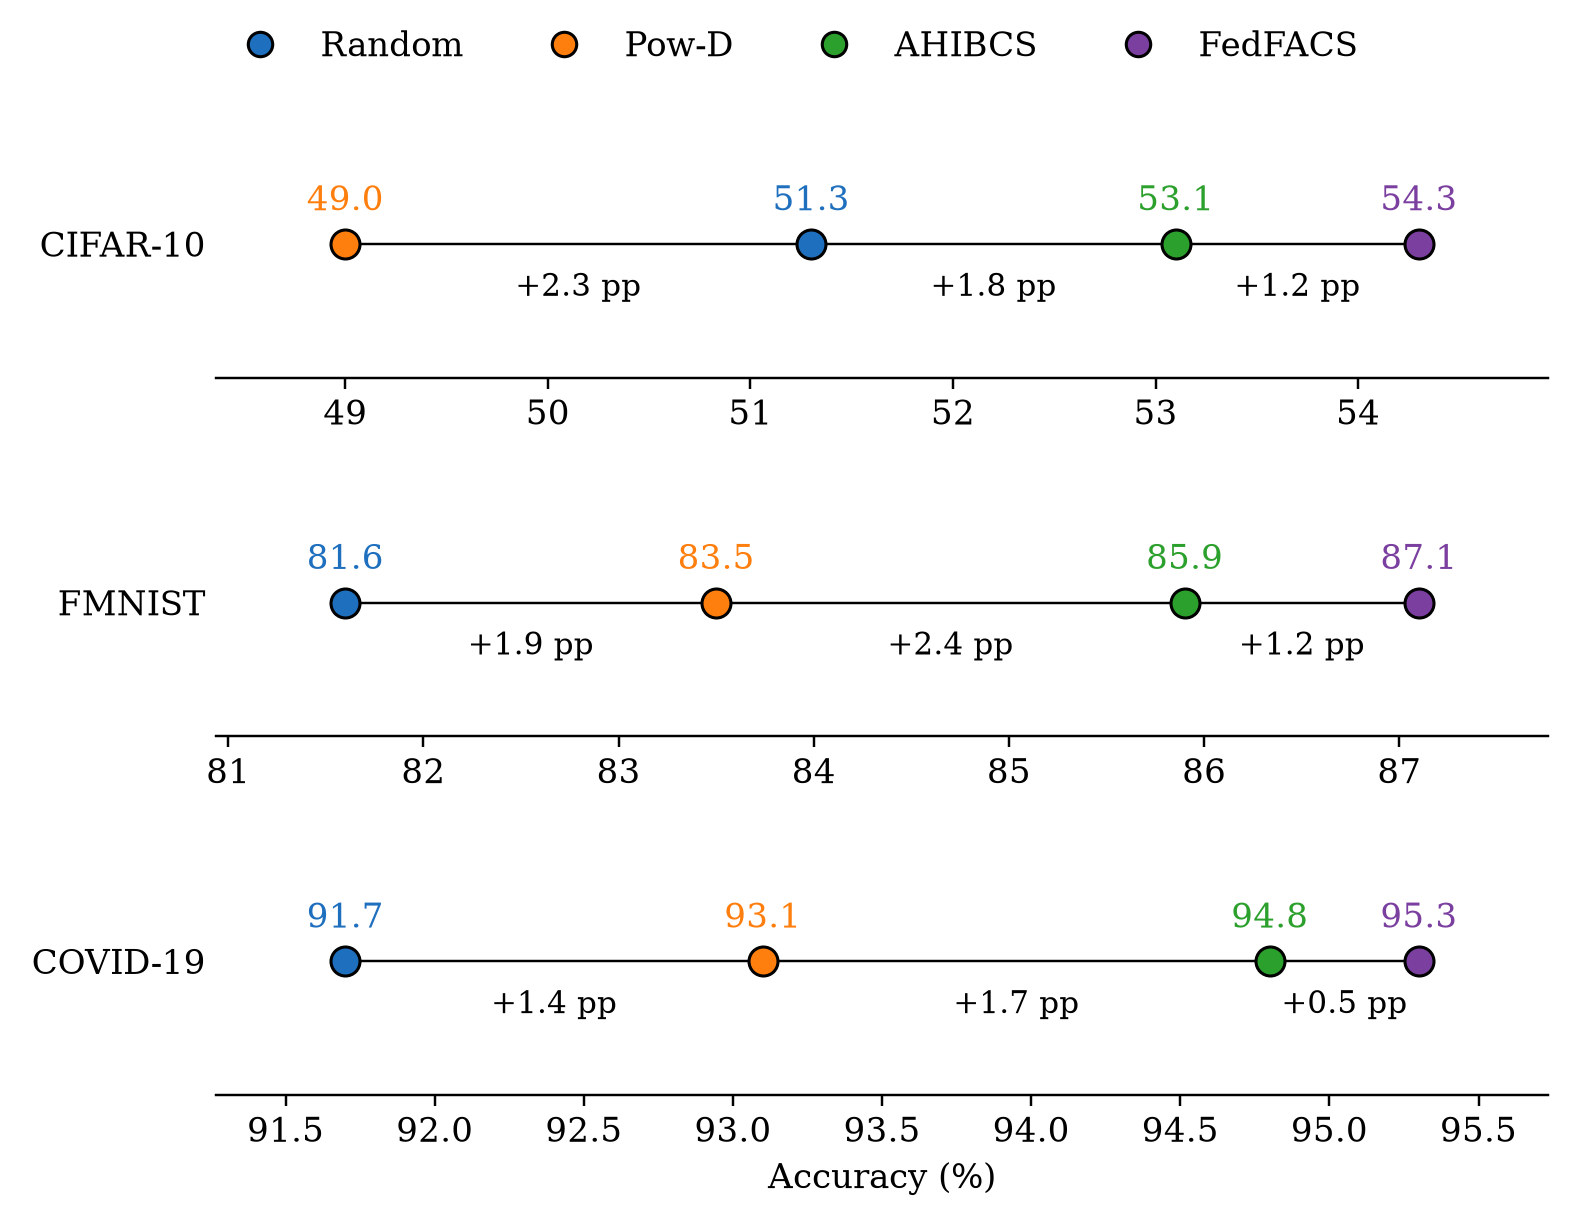 Random Pow-D AHIBCS FedFACS
49.0 51.3 53.1 54.3
CIFAR-10
+2.3 pp +1.8 pp +1.2 pp
49 50 51 52 53 54
81.6 83.5 85.9 87.1
FMNIST
+1.9 pp +2.4 pp +1.2 pp
81 82 83 84 85 86 87
91.7 93.1 94.8 95.3
COVID-19
+1.4 pp +1.7 pp +0.5 pp
91.5 92.0 92.5 93.0 93.5 94.0 94.5 95.0 95.5
Accuracy (%)